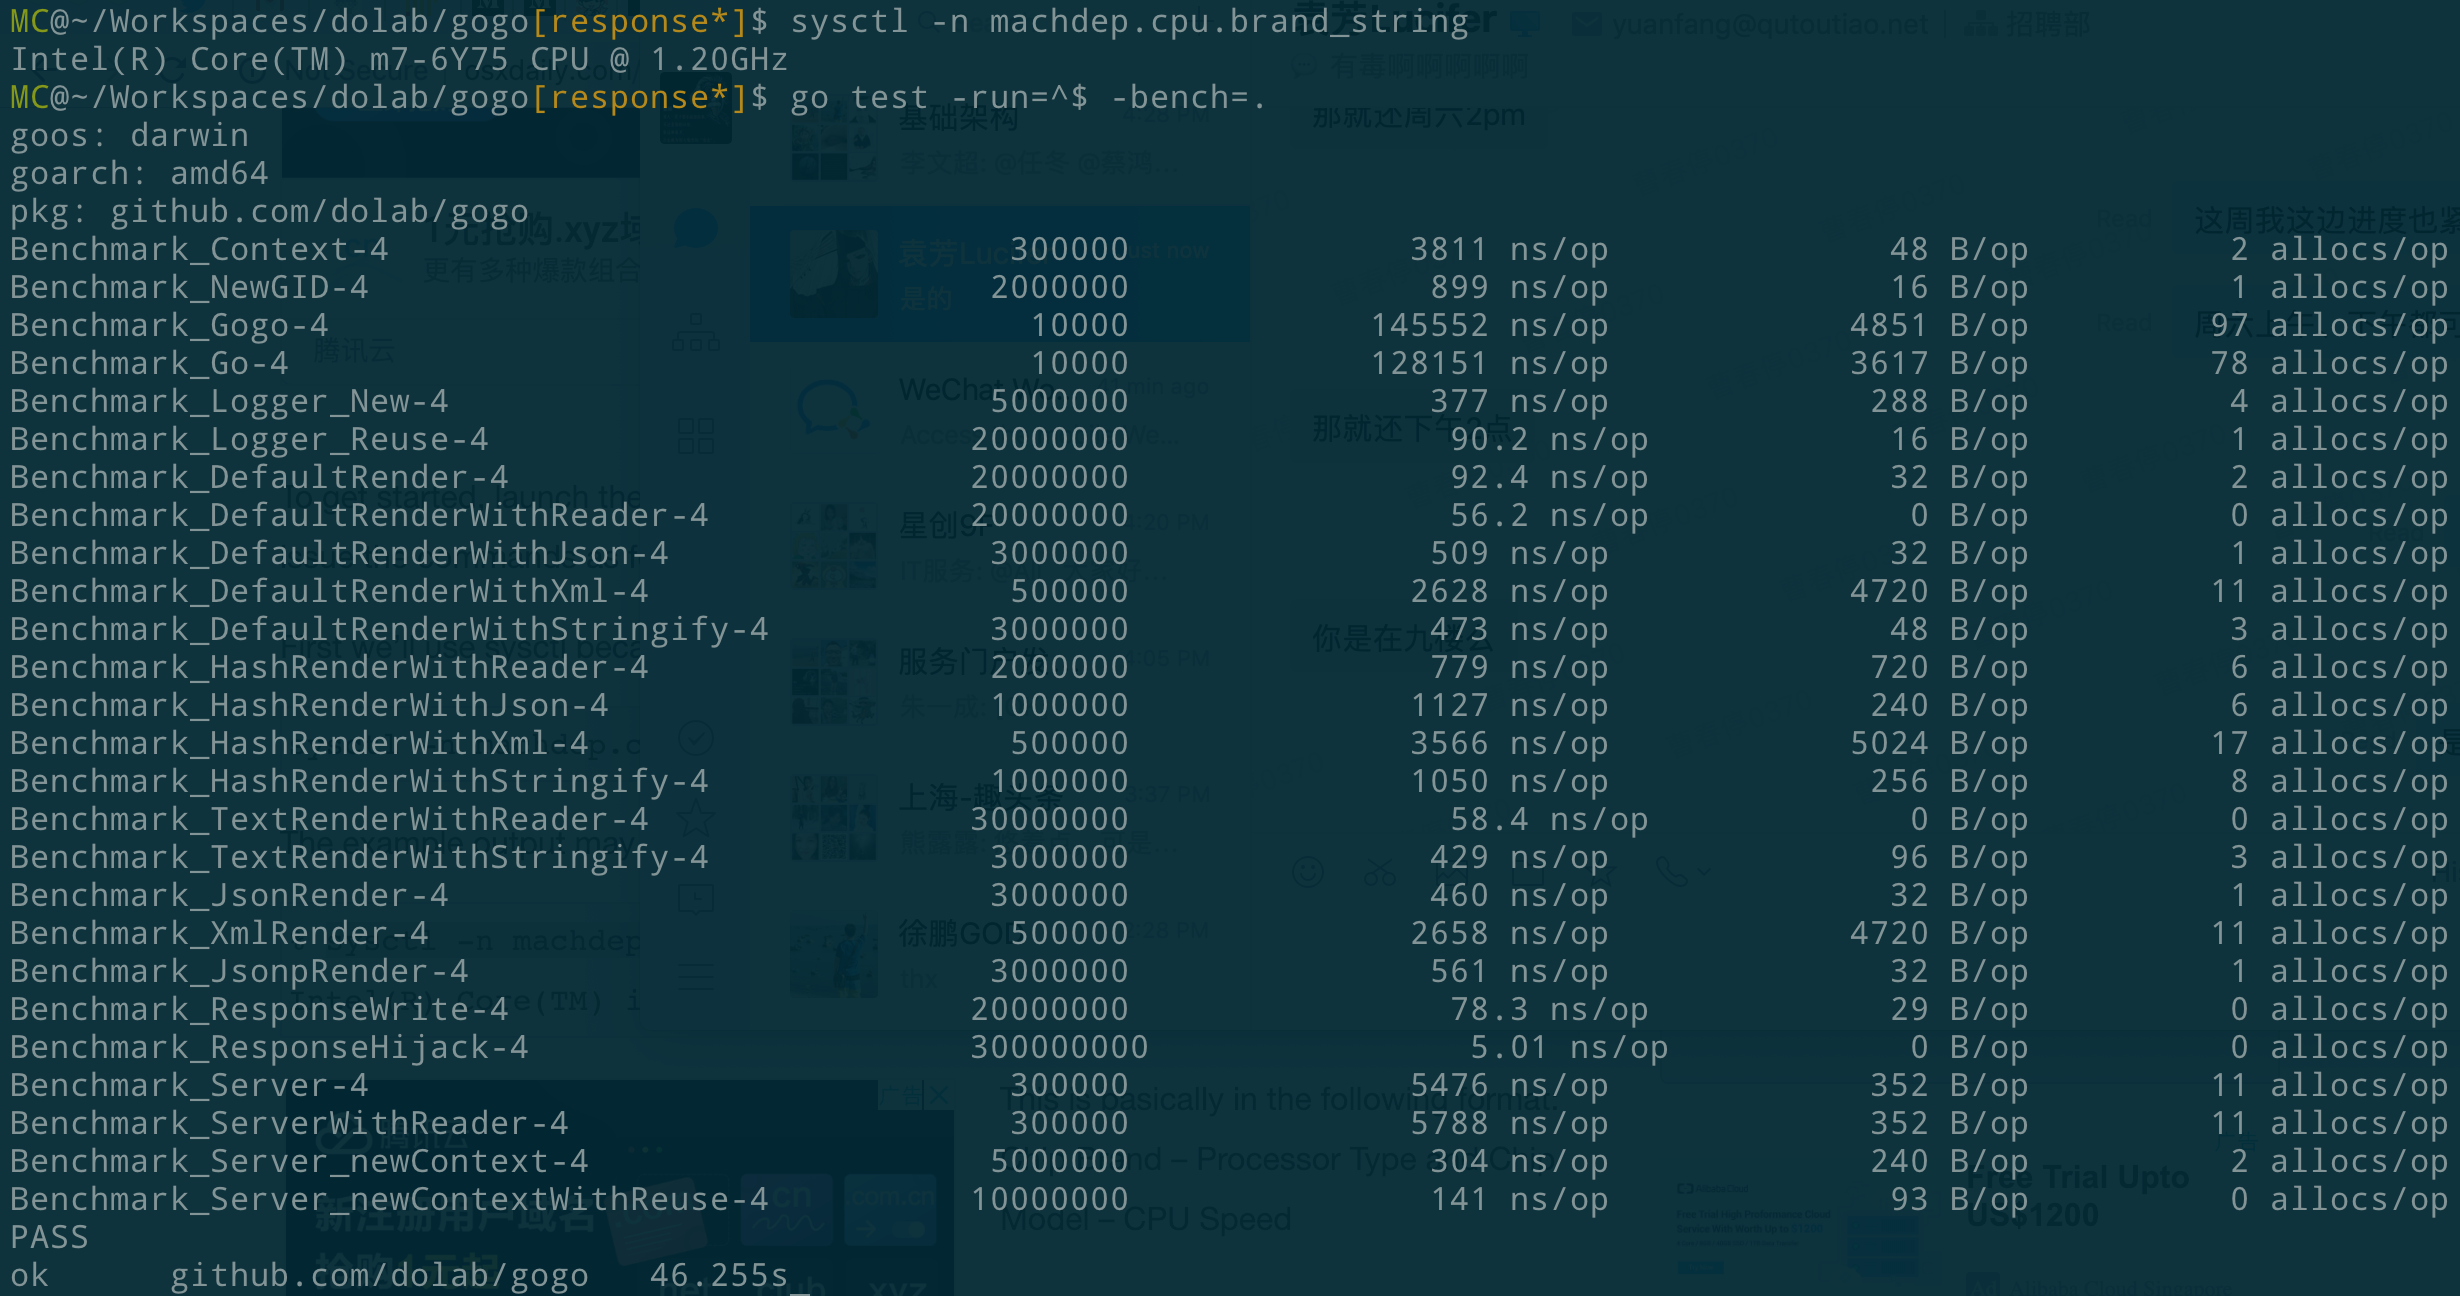 MC@~/Workspaces/dolab/gogo[response*]$ sysctl -n machdep.cpu.brand_string
Intel(R) Core(TM) m7-6Y75 CPU @ 1.20GHz
MC@~/Workspaces/dolab/gogo[response*]$ go test -run=^$ -bench=.
goos: darwin
goarch: amd64
pkg: github.com/dolab/gogo
Benchmark_Context-4 300000 3811 ns/op 48 B/op 2 allocs/op
Benchmark_NewGID-4 2000000 899 ns/op 16 B/op 1 allocs/op
Benchmark_Gogo-4 10000 145552 ns/op 4851 B/op 97 allocs/op
Benchmark_Go-4 10000 128151 ns/op 3617 B/op 78 allocs/op
Benchmark_Logger_New-4 5000000 377 ns/op 288 B/op 4 allocs/op
Benchmark_Logger_Reuse-4 20000000 90.2 ns/op 16 B/op 1 allocs/op
Benchmark_DefaultRender-4 20000000 92.4 ns/op 32 B/op 2 allocs/op
Benchmark_DefaultRenderWithReader-4 20000000 56.2 ns/op 0 B/op 0 allocs/op
Benchmark_DefaultRenderWithJson-4 3000000 509 ns/op 32 B/op 1 allocs/op
Benchmark_DefaultRenderWithXml-4 500000 2628 ns/op 4720 B/op 11 allocs/op
Benchmark_DefaultRenderWithStringify-4 3000000 473 ns/op 48 B/op 3 allocs/op
Benchmark_HashRenderWithReader-4 2000000 779 ns/op 720 B/op 6 allocs/op
Benchmark_HashRenderWithJson-4 1000000 1127 ns/op 240 B/op 6 allocs/op
Benchmark_HashRenderWithXml-4 500000 3566 ns/op 5024 B/op 17 allocs/op
Benchmark_HashRenderWithStringify-4 1000000 1050 ns/op 256 B/op 8 allocs/op
Benchmark_TextRenderWithReader-4 30000000 58.4 ns/op 0 B/op 0 allocs/op
Benchmark_TextRenderWithStringify-4 3000000 429 ns/op 96 B/op 3 allocs/op
Benchmark_JsonRender-4 3000000 460 ns/op 32 B/op 1 allocs/op
Benchmark_XmlRender-4 500000 2658 ns/op 4720 B/op 11 allocs/op
Benchmark_JsonpRender-4 3000000 561 ns/op 32 B/op 1 allocs/op
Benchmark_ResponseWrite-4 20000000 78.3 ns/op 29 B/op 0 allocs/op
Benchmark_ResponseHijack-4 300000000 5.01 ns/op 0 B/op 0 allocs/op
Benchmark_Server-4 300000 5476 ns/op 352 B/op 11 allocs/op
Benchmark_ServerWithReader-4 300000 5788 ns/op 352 B/op 11 allocs/op
Benchmark_Server_newContext-4 5000000 304 ns/op 240 B/op 2 allocs/op
Benchmark_Server_newContextWithReuse-4 10000000 141 ns/op 93 B/op 0 allocs/op
PASS
ok github.com/dolab/gogo 46.255s